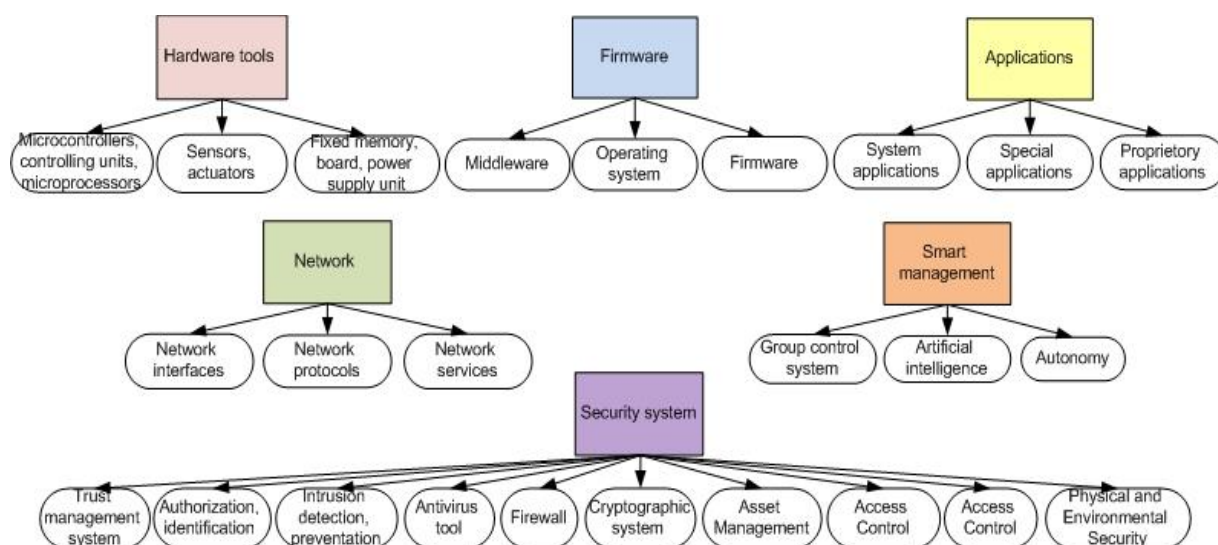 Hardware tools
Firmware
Applications
Microcontrollers,
controlling units,
microprocessors
Sensors,
actuators
Fixed memory,
board, power
supply unit
Middleware
Operating
system
Firmware
System
applications
Special
applications
Proprietory
applications
Network
Smart
management
Network
interfaces
Network
protocols
Network
services
Group control
system
Artificial
intelligence
Autonomy
Security system
Trust
management
system
Authorization,
identification
Intrusion
detection,
preventation
Antivirus
tool
Firewall
Cryptographic
system
Asset
Management
Access
Control
Access
Control
Physical and
Environmental
Security